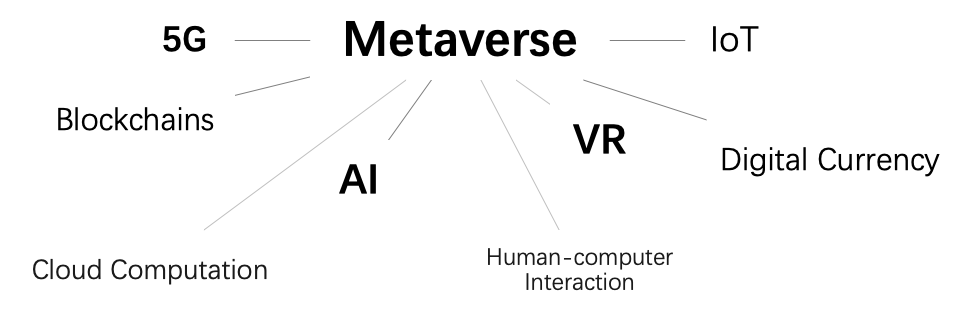 5G
Metaverse
IoT
Blockchains
VR
Digital Currency
AI
Cloud Computation
Human-computer
Interaction